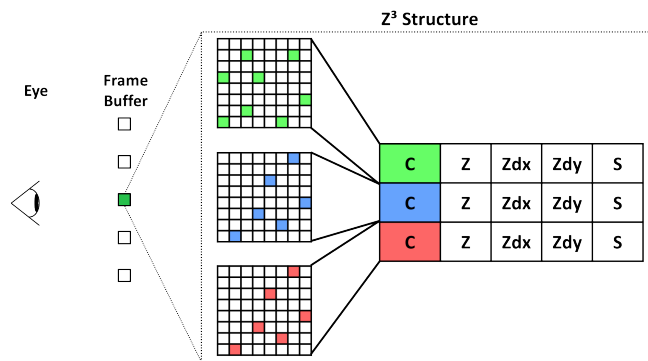 Z³ Structure
Eye
Frame
Buffer
C Z Zdx Zdy S
C Z Zdx Zdy S
C Z Zdx Zdy S